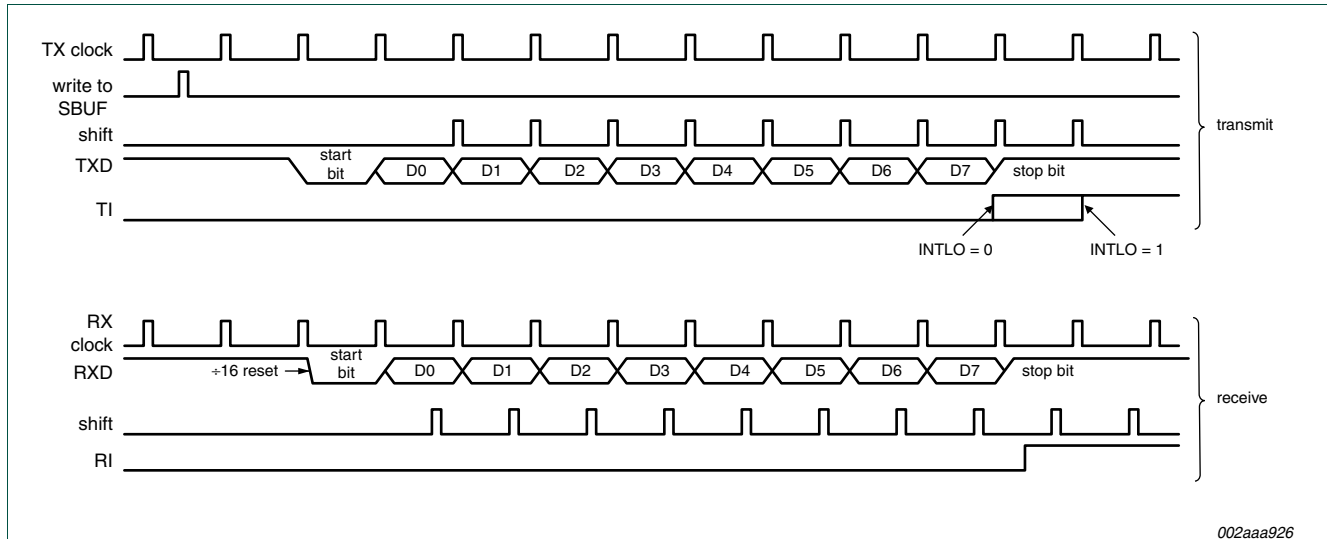 TX clock
write to
SBUF
shift
TXD
start
bit
D0 D1 D2 D3 D4 D5 D6 D7 stop bit
TI
INTLO = 0 INTLO = 1
transmit
RX
clock
RXD
÷16 reset
start
bit
D0 D1 D2 D3 D4 D5 D6 D7 stop bit
shift
RI
receive
002aaa926